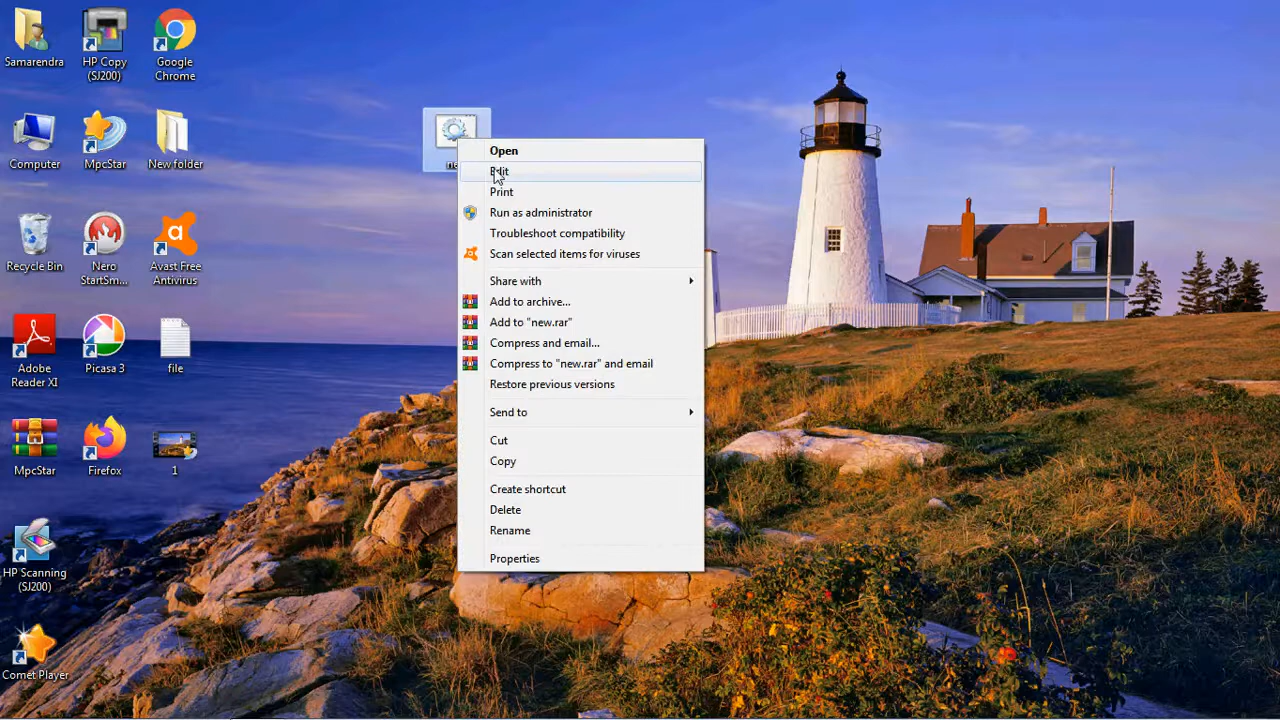 Samarendra
HP Copy
(SJ200)
Google
Chrome
Computer
MpcStar
New folder
Recycle Bin
Nero
StartSm...
Avast Free
Antivirus
Adobe
Reader XI
Picasa 3
file
MpcStar
Firefox
1
HP Scanning
(SJ200)
Comet Player
Open
Edit
Print
Run as administrator
Troubleshoot compatibility
Scan selected items for viruses
Share with
Add to archive...
Add to "new.rar"
Compress and email...
Compress to "new.rar" and email
Restore previous versions
Send to
Cut
Copy
Create shortcut
Delete
Rename
Properties